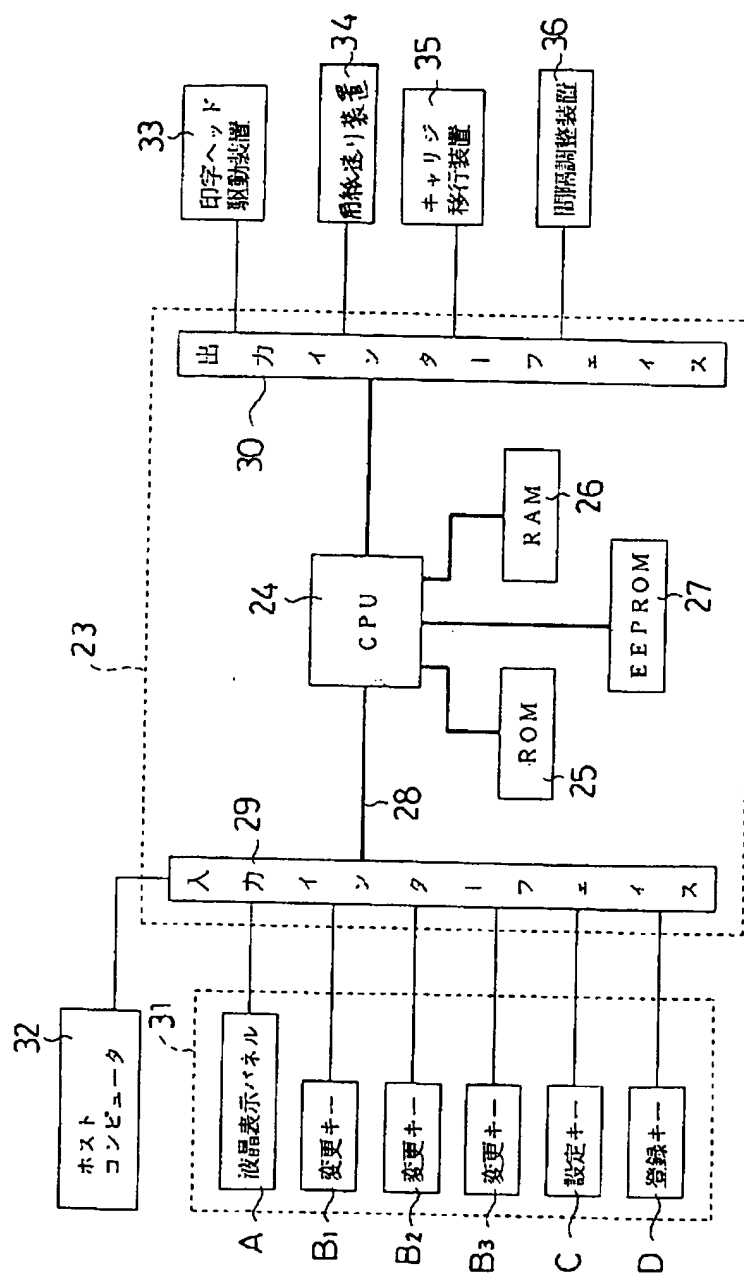 32
ホスト
コンピュータ
31
A
液晶表示パネル
B1
変更キー
B2
変更キー
B3
変更キー
C
設定キー
D
登録キー
23
29
入力インターフェイス
28
24
CPU
ROM
25
RAM
26
EEPROM
27
30
出力インターフェイス
33
印字ヘッド
駆動装置
34
用紙送り装置
35
キャリジ
移行装置
36
間隔調整装置